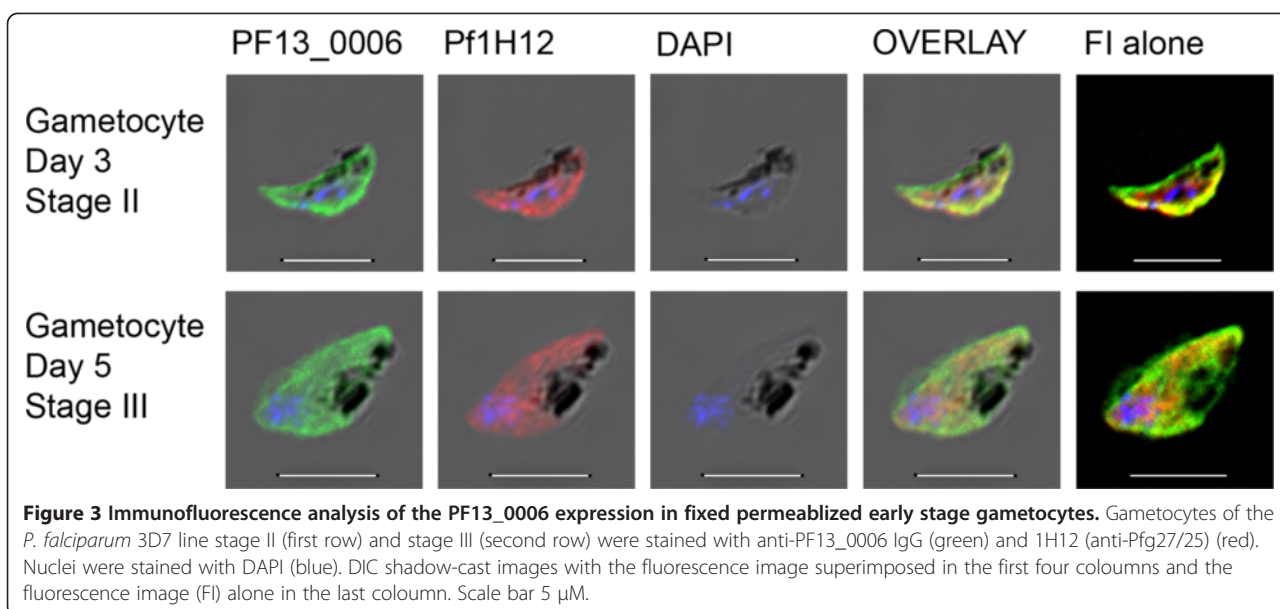 PF13_0006 Pf1H12 DAPI OVERLAY FI alone
Gametocyte
Day 3
Stage II
Gametocyte
Day 5
Stage III
Figure 3 Immunofluorescence analysis of the PF13_0006 expression in fixed permeablized early stage gametocytes. Gametocytes of the
P. falciparum 3D7 line stage II (first row) and stage III (second row) were stained with anti-PF13_0006 IgG (green) and 1H12 (anti-Pfg27/25) (red).
Nuclei were stained with DAPI (blue). DIC shadow-cast images with the fluorescence image superimposed in the first four coloumns and the
fluorescence image (FI) alone in the last coloumn. Scale bar 5 μM.